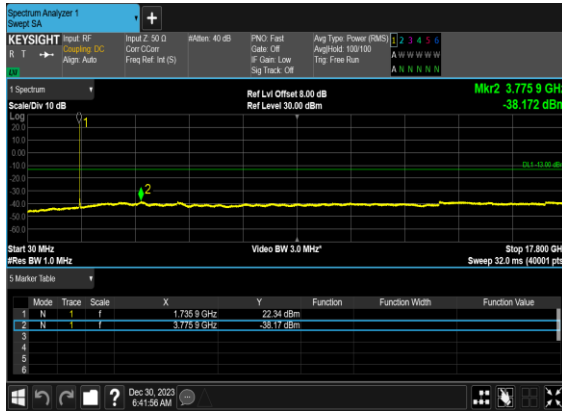 Spectrum Analyzer 1
Swept SA
+
KEYSIGHT
R T
LU
Input: RF
Coupling: DC
Align: Auto
Input Z: 50 Ω
Corr CCorr
Freq Ref: Int (S)
#Atten: 40 dB
PNO: Fast
Gate: Off
IF Gain: Low
Sig Track: Off
Avg Type: Power (RMS)
Avg|Hold: 100/100
Trig: Free Run
1 2 3 4 5 6
A W W W W W
A N N N N N
1 Spectrum
Scale/Div 10 dB
Ref Lvl Offset 8.00 dB
Ref Level 30.00 dBm
Mkr2 3.775 9 GHz
-38.172 dBm
Log
20.0
10.0
0.00
-10.0
-20.0
-30.0
-40.0
-50.0
-60.0
1
2
DL1 -13.00 dBm
Start 30 MHz
#Res BW 1.0 MHz
Video BW 3.0 MHz*
Stop 17.800 GHz
Sweep 32.0 ms (40001 pts)
5 Marker Table
Mode Trace Scale X Y Function Function Width Function Value
1 N 1 f 1.735 9 GHz 22.34 dBm
2 N 1 f 3.775 9 GHz -38.17 dBm
3
4
5
6
?
Dec 30, 2023
6:41:56 AM